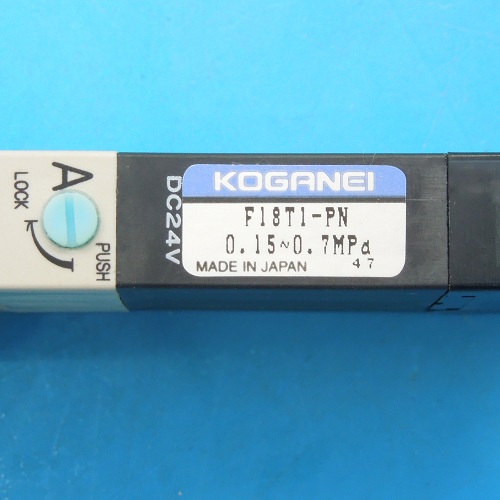 A
LOCK
PUSH
DC24V
KOGANEI
F18T1-PN
0.15~0.7MPa
MADE IN JAPAN
47